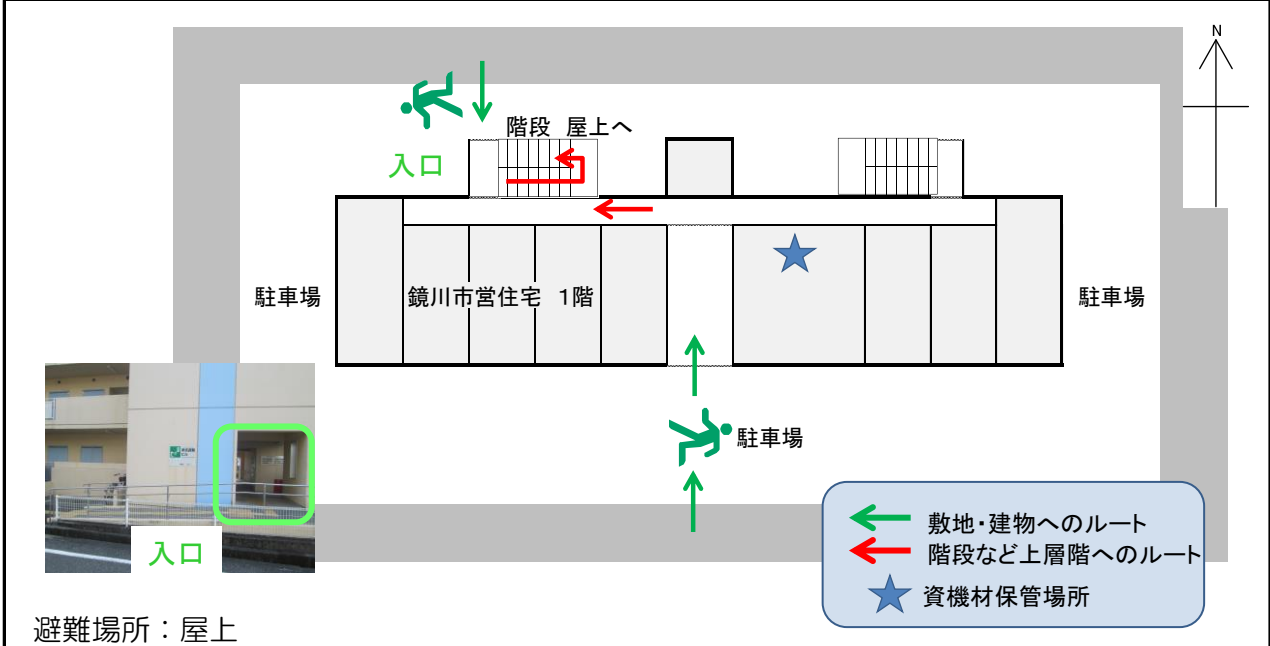 N
階段 屋上へ
入口
駐車場
鏡川市営住宅 1階
駐車場
駐車場
入口
敷地・建物へのルート
階段など上層階へのルート
資機材保管場所
避難場所：屋上